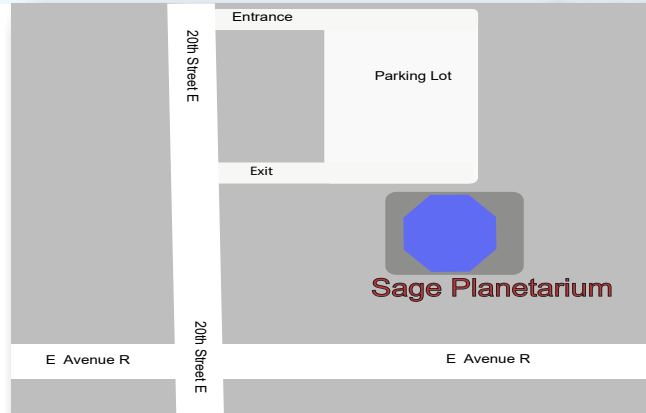 Entrance
20th Street E
Parking Lot
Exit
Sage Planetarium
20th Street E
E Avenue R
E Avenue R